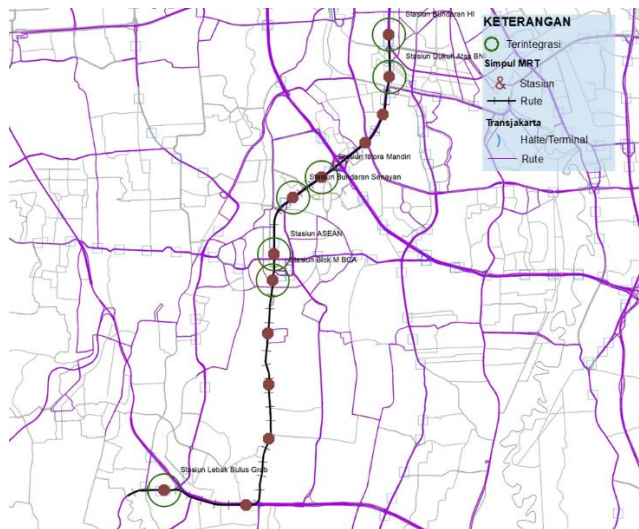 Stasiun Bundaran HI
KETERANGAN
Terintegrasi
Stasiun Dukuh Atas BNI
Simpul MRT
&
Stasiun
Rute
Transjakarta
Halte/Terminal
Rute
Stasiun Istora Mandiri
Stasiun Bundaran Senayan
Stasiun ASEAN
Stasiun Blok M BCA
Stasiun Lebak Bulus Grab